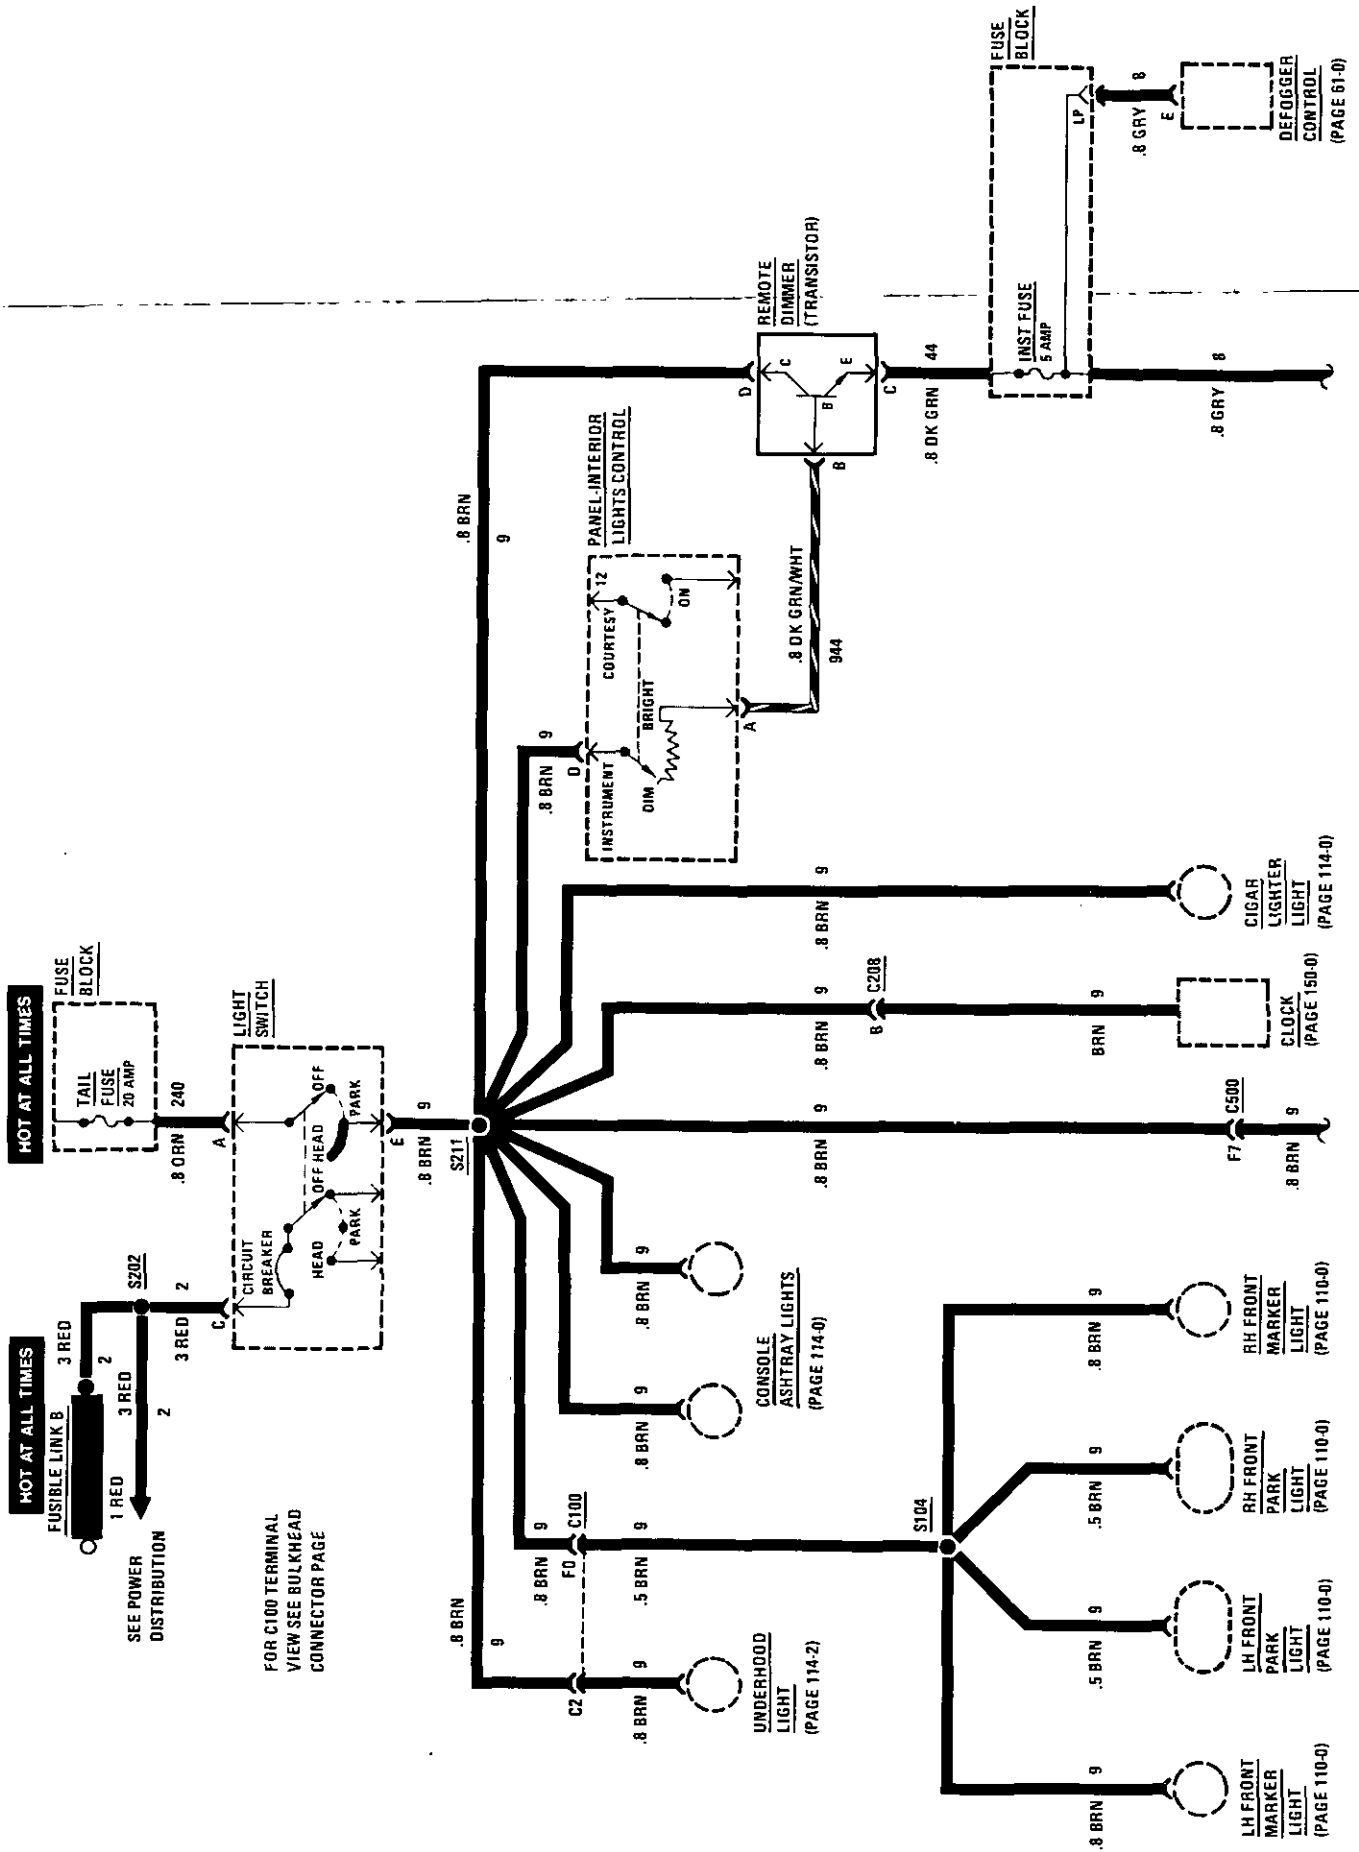 HOT AT ALL TIMES
FUSIBLE LINK B
1 RED
3 RED
2
3 RED
2
S202
3 RED
2
C
SEE POWER
DISTRIBUTION
HOT AT ALL TIMES
FUSE
BLOCK
TAIL
FUSE
20 AMP
.8 ORN
240
A
LIGHT
SWITCH
CIRCUIT
BREAKER
HEAD
PARK
OFF
HEAD
OFF
PARK
E
.8 BRN
9
S211
FOR C100 TERMINAL
VIEW SEE BULKHEAD
CONNECTOR PAGE
.8 BRN
9
C2
.8 BRN
9
UNDERHOOD
LIGHT
(PAGE 114-2)
.8 BRN
9
F0
C100
.5 BRN
9
S104
.8 BRN
9
LH FRONT
MARKER
LIGHT
(PAGE 110-0)
.5 BRN
9
LH FRONT
PARK
LIGHT
(PAGE 110-0)
.5 BRN
9
RH FRONT
PARK
LIGHT
(PAGE 110-0)
.8 BRN
9
RH FRONT
MARKER
LIGHT
(PAGE 110-0)
.8 BRN
9
.8 BRN
9
CONSOLE
ASHTRAY LIGHTS
(PAGE 114-0)
.8 BRN
9
F7
C500
.8 BRN
9
.8 BRN
9
B
C208
BRN
9
CLOCK
(PAGE 150-0)
.8 BRN
9
CIGAR
LIGHTER
LIGHT
(PAGE 114-0)
.8 BRN
9
D
PANEL-INTERIOR
LIGHTS CONTROL
INSTRUMENT
COURTESY
12
DIM
BRIGHT
ON
A
.8 DK GRN/WHT
944
.8 BRN
9
REMOTE
DIMMER
(TRANSISTOR)
D
C
B
E
B
C
.8 DK GRN
44
FUSE
BLOCK
INST FUSE
5 AMP
LP
.8 GRY
8
.8 GRY
8
E
DEFOGGER
CONTROL
(PAGE 61-0)